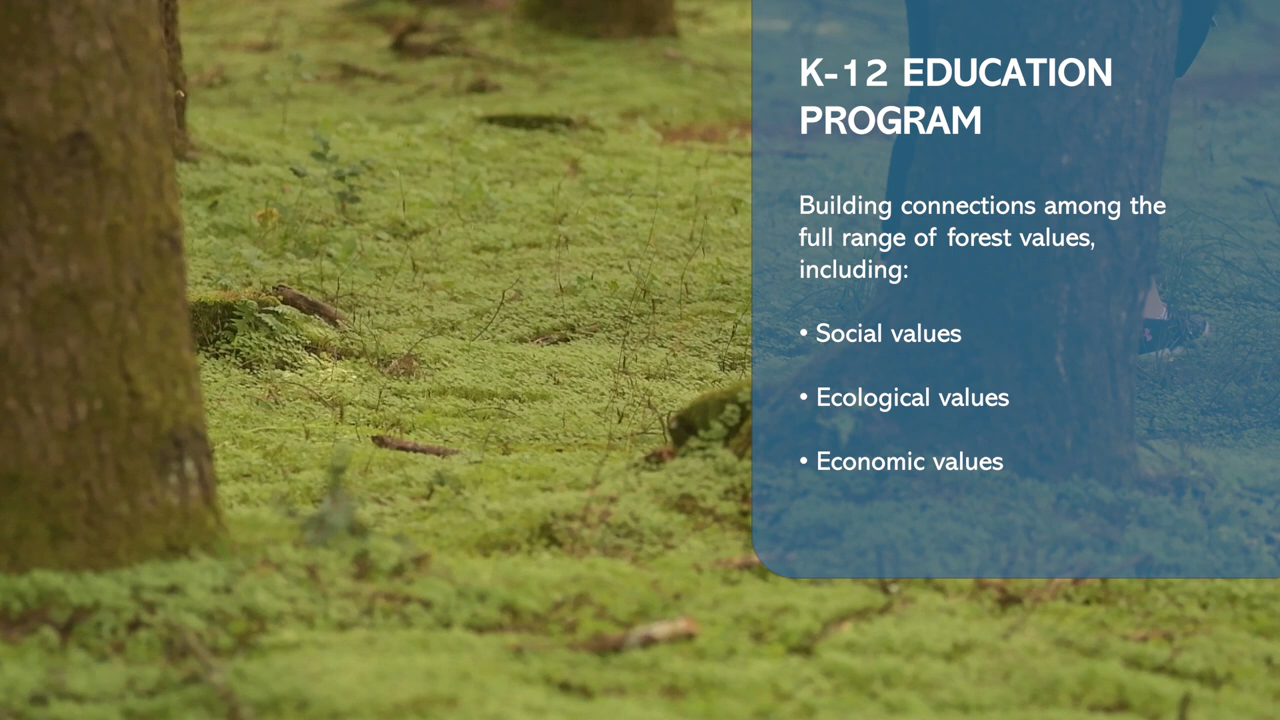 K-12 EDUCATION
PROGRAM
Building connections among the
full range of forest values,
including:
• Social values
• Ecological values
• Economic values